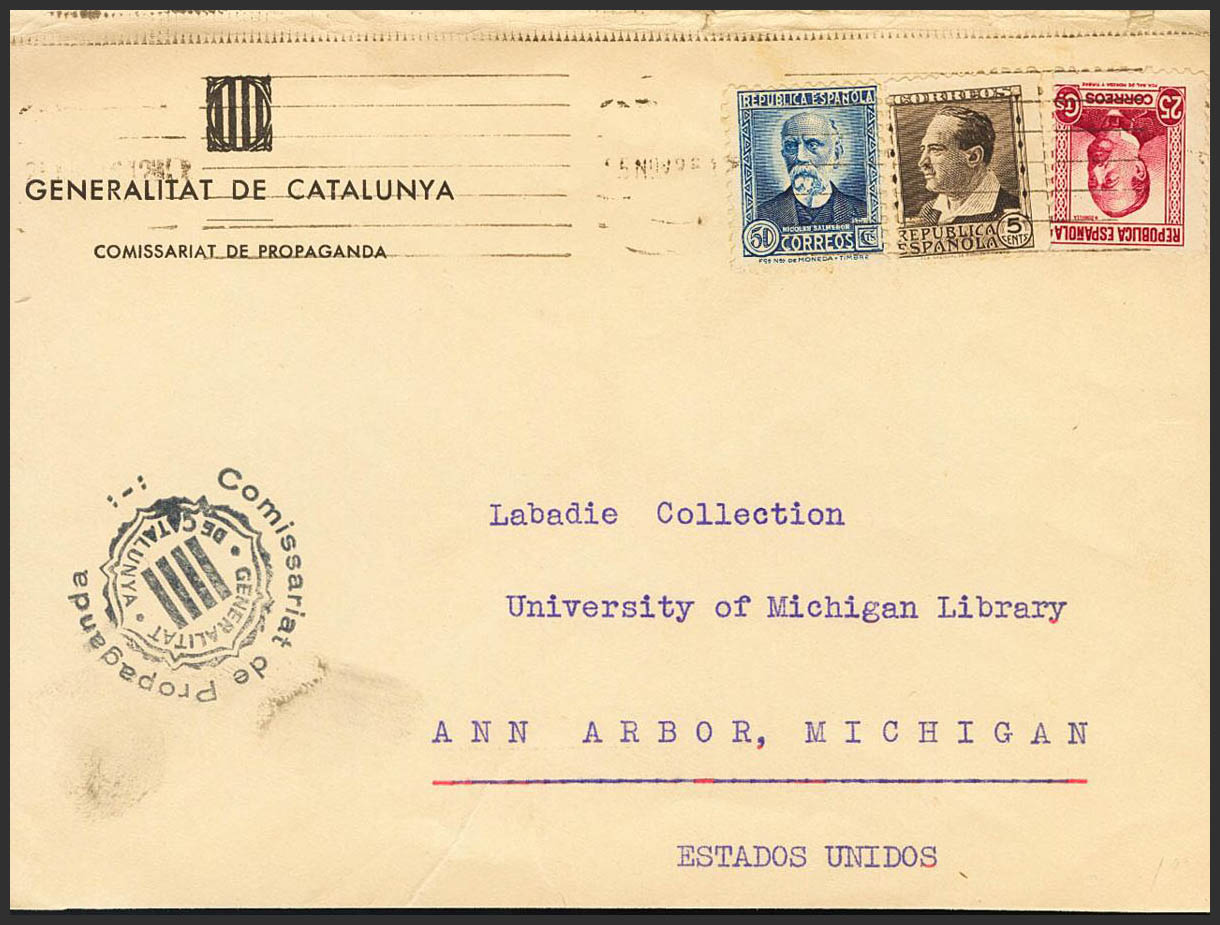 GENERALITAT DE CATALUNYA
COMISSARIAT DE PROPAGANDA
REPUBLICA ESPAÑOLA
NICOLAS SALMERON
50 CORREOS CTS
CORREOS
REPUBLICA ESPAÑOLA
5 CENTS
25 CTS
CORREOS
REPUBLICA ESPAÑOLA
Comissariat de Propaganda
GENERALITAT DE CATALUNYA
Labadie Collection
University of Michigan Library
ANN ARBOR, MICHIGAN
ESTADOS UNIDOS